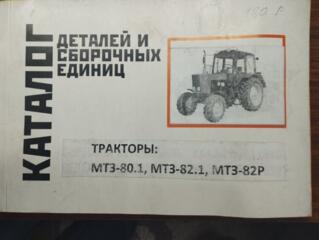 КАТАЛОГ
ДЕТАЛЕЙ И
СБОРОЧНЫХ
ЕДИНИЦ
ТРАКТОРЫ:
МТЗ-80.1, МТЗ-82.1, МТЗ-82Р